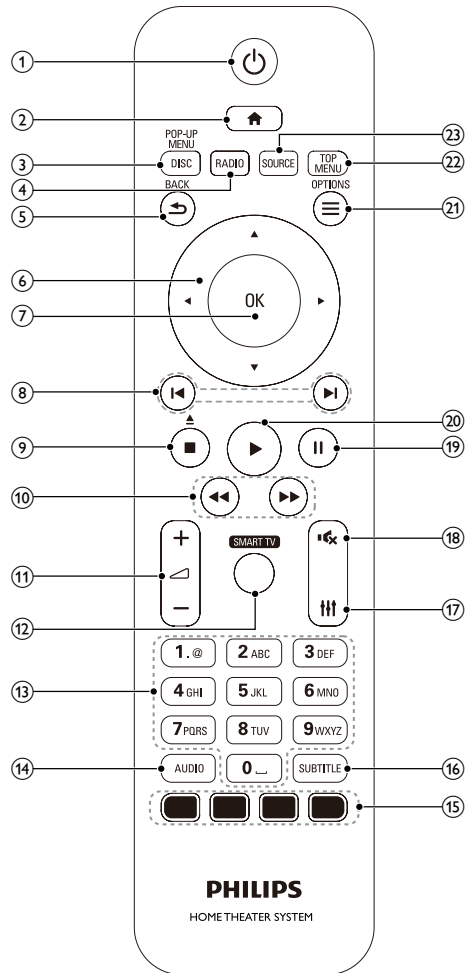 ①
②
POP-UP
MENU
㉓
③ DISC RADIO SOURCE TOP
MENU ㉒
④
BACK OPTIONS
⑤ ㉑
⑥
⑦ OK
⑧
⑨ ⑳
⑲
⑩
⑪ + SMART TV ⑱
−
⑫ ⑰
⑬ 1.@ 2 ABC 3 DEF
4 GHI 5 JKL 6 MNO
7 PQRS 8 TUV 9 WXYZ
⑭ AUDIO 0 SUBTITLE ⑯
⑮
PHILIPS
HOME THEATER SYSTEM